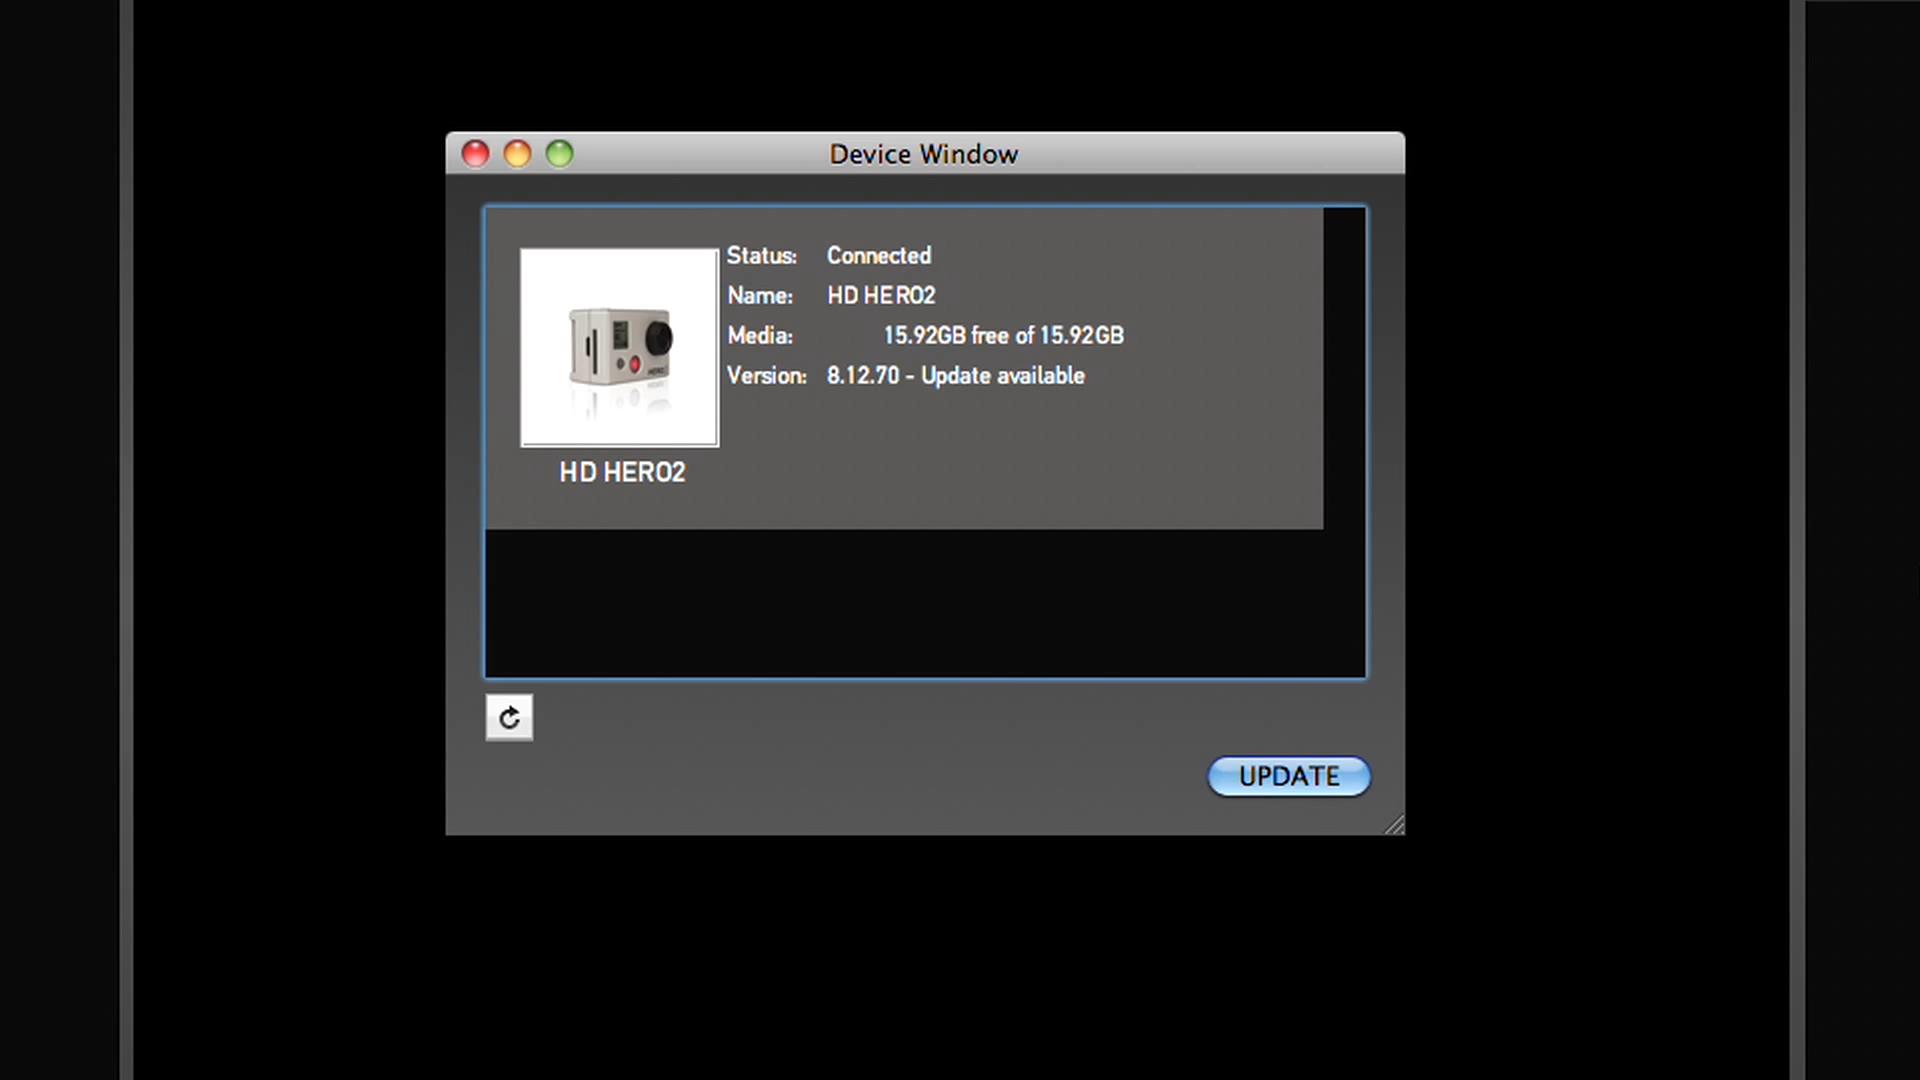 Device Window
Status: Connected
Name: HD HERO2
Media: 15.92GB free of 15.92GB
Version: 8.12.70 - Update available
HERO2
HD HERO2
UPDATE